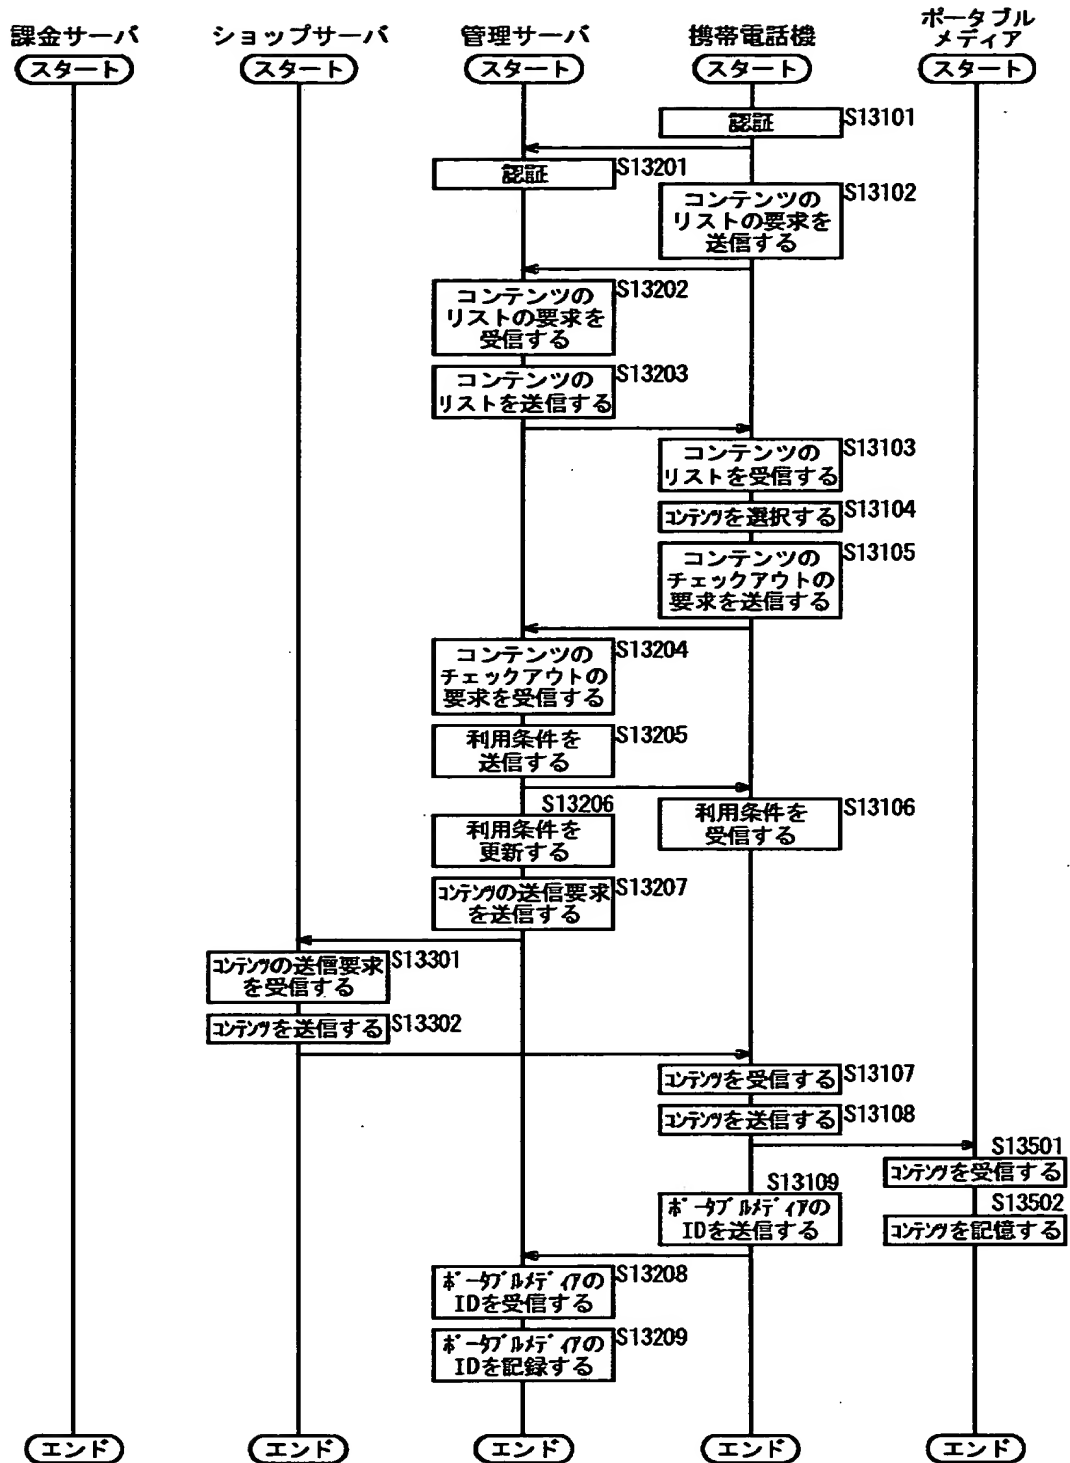 課金サーバ
ショップサーバ
管理サーバ
携帯電話機
ポータブル
メディア
スタート
スタート
スタート
スタート
スタート
認証
S13101
認証
S13201
コンテンツの
リストの要求を
送信する
S13102
コンテンツの
リストの要求を
受信する
S13202
コンテンツの
リストを送信する
S13203
コンテンツの
リストを受信する
S13103
コンテンツを選択する
S13104
コンテンツの
チェックアウトの
要求を送信する
S13105
コンテンツの
チェックアウトの
要求を受信する
S13204
利用条件を
送信する
S13205
S13206
利用条件を
更新する
利用条件を
受信する
S13106
コンテンツの送信要求
を送信する
S13207
コンテンツの送信要求
を受信する
S13301
コンテンツを送信する
S13302
コンテンツを受信する
S13107
コンテンツを送信する
S13108
S13501
コンテンツを受信する
S13109
ポータブルメディアの
IDを送信する
S13502
コンテンツを記憶する
ポータブルメディアの
IDを受信する
S13208
ポータブルメディアの
IDを記録する
S13209
エンド
エンド
エンド
エンド
エンド